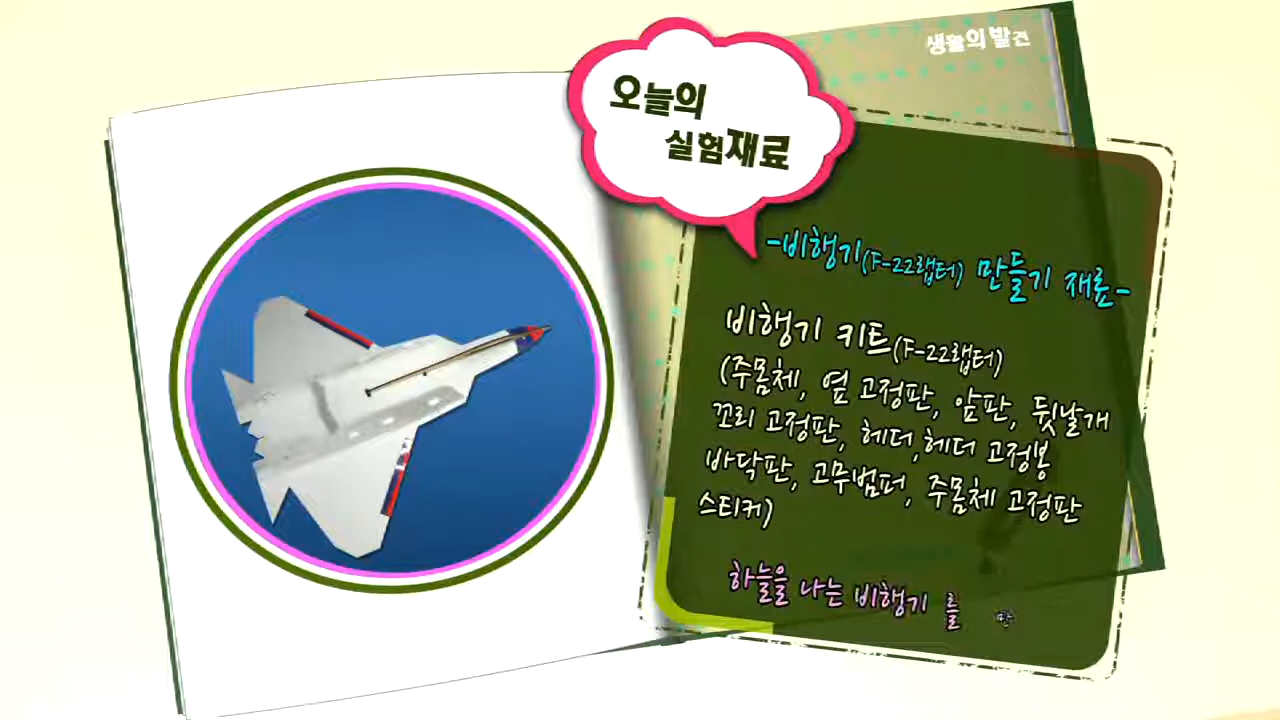 생활의 발견
오늘의
실험재료
-비행기(F-22랩터) 만들기 재료-
비행기 키트(F-22랩터)
(주몸체, 옆 고정판, 앞판, 뒷날개
꼬리 고정판, 헤더,헤더 고정봉
바닥판, 고무범퍼, 주몸체 고정판
스티커)
하늘을 나는 비행기 를 만